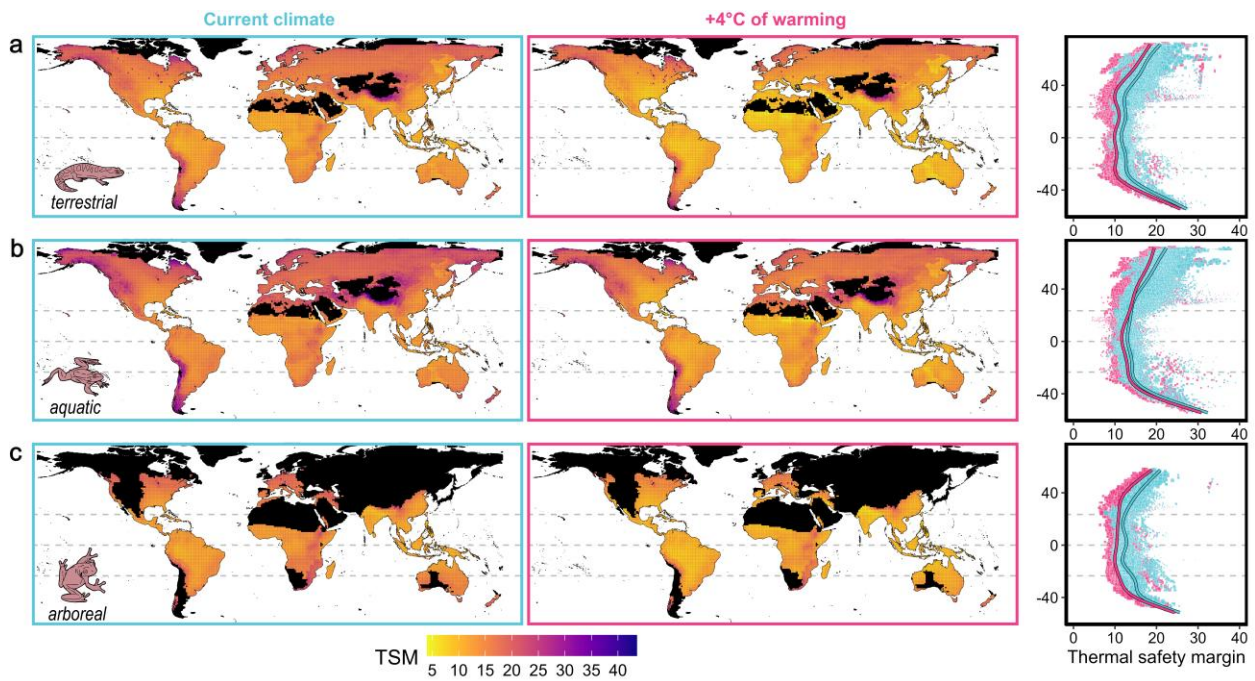 Current climate
+4°C of warming
a
terrestrial
40
0
-40
0 10 20 30 40
b
aquatic
40
0
-40
0 10 20 30 40
c
arboreal
40
0
-40
0 10 20 30 40
Thermal safety margin
TSM
5 10 15 20 25 30 35 40